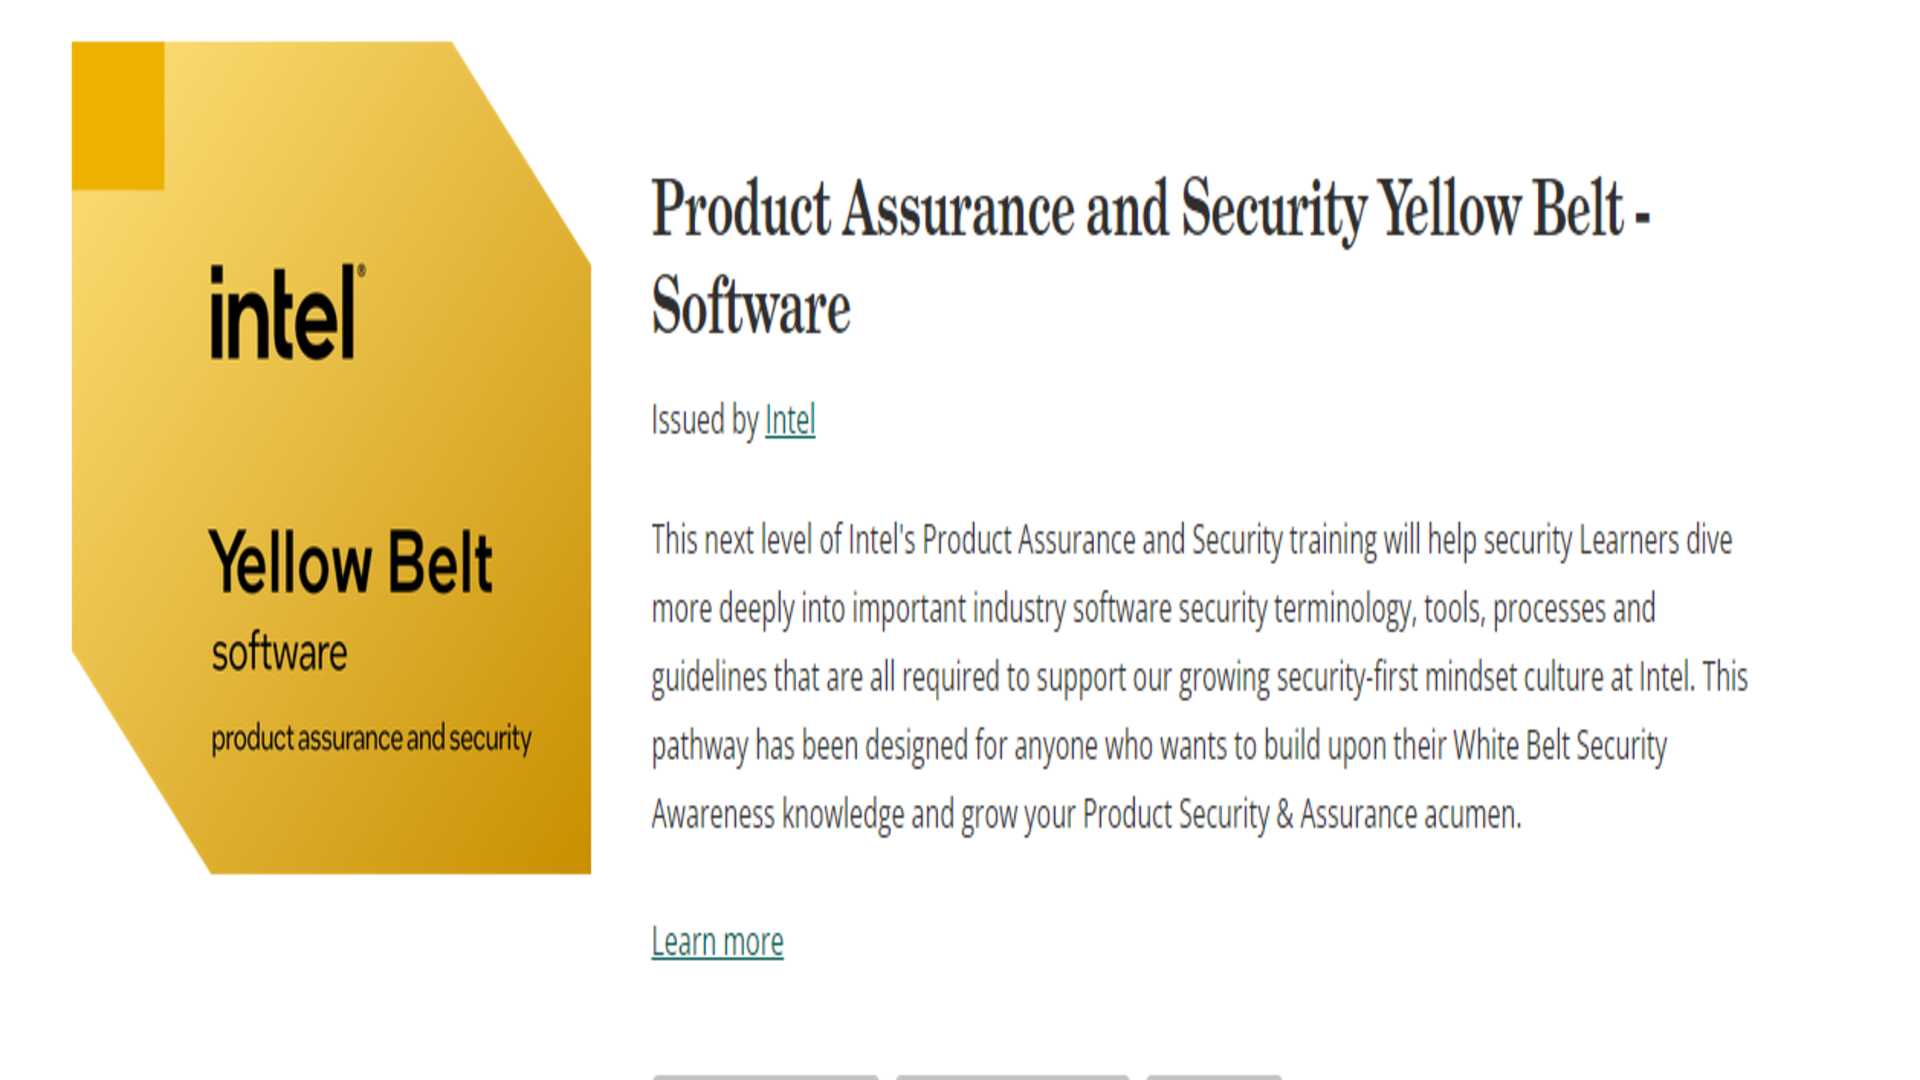 intel®
Yellow Belt
software
product assurance and security
Product Assurance and Security Yellow Belt -
Software
Issued by Intel
This next level of Intel's Product Assurance and Security training will help security Learners dive
more deeply into important industry software security terminology, tools, processes and
guidelines that are all required to support our growing security-first mindset culture at Intel. This
pathway has been designed for anyone who wants to build upon their White Belt Security
Awareness knowledge and grow your Product Security & Assurance acumen.
Learn more